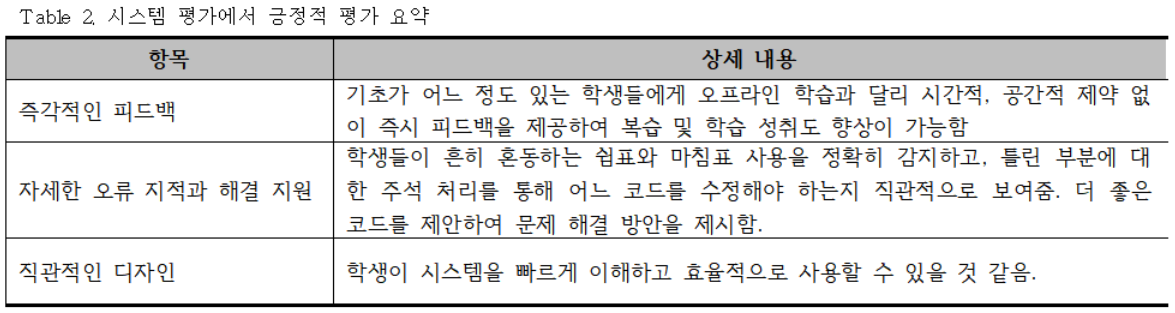 Table 2. 시스템 평가에서 긍정적 평가 요약
항목
상세 내용
즉각적인 피드백
기초가 어느 정도 있는 학생들에게 오프라인 학습과 달리 시간적, 공간적 제약 없
이 즉시 피드백을 제공하여 복습 및 학습 성취도 향상이 가능함
자세한 오류 지적과 해결 지원
학생들이 흔히 혼동하는 쉼표와 마침표 사용을 정확히 감지하고, 틀린 부분에 대
한 주석 처리를 통해 어느 코드를 수정해야 하는지 직관적으로 보여줌. 더 좋은
코드를 제안하여 문제 해결 방안을 제시함.
직관적인 디자인
학생이 시스템을 빠르게 이해하고 효율적으로 사용할 수 있을 것 같음.